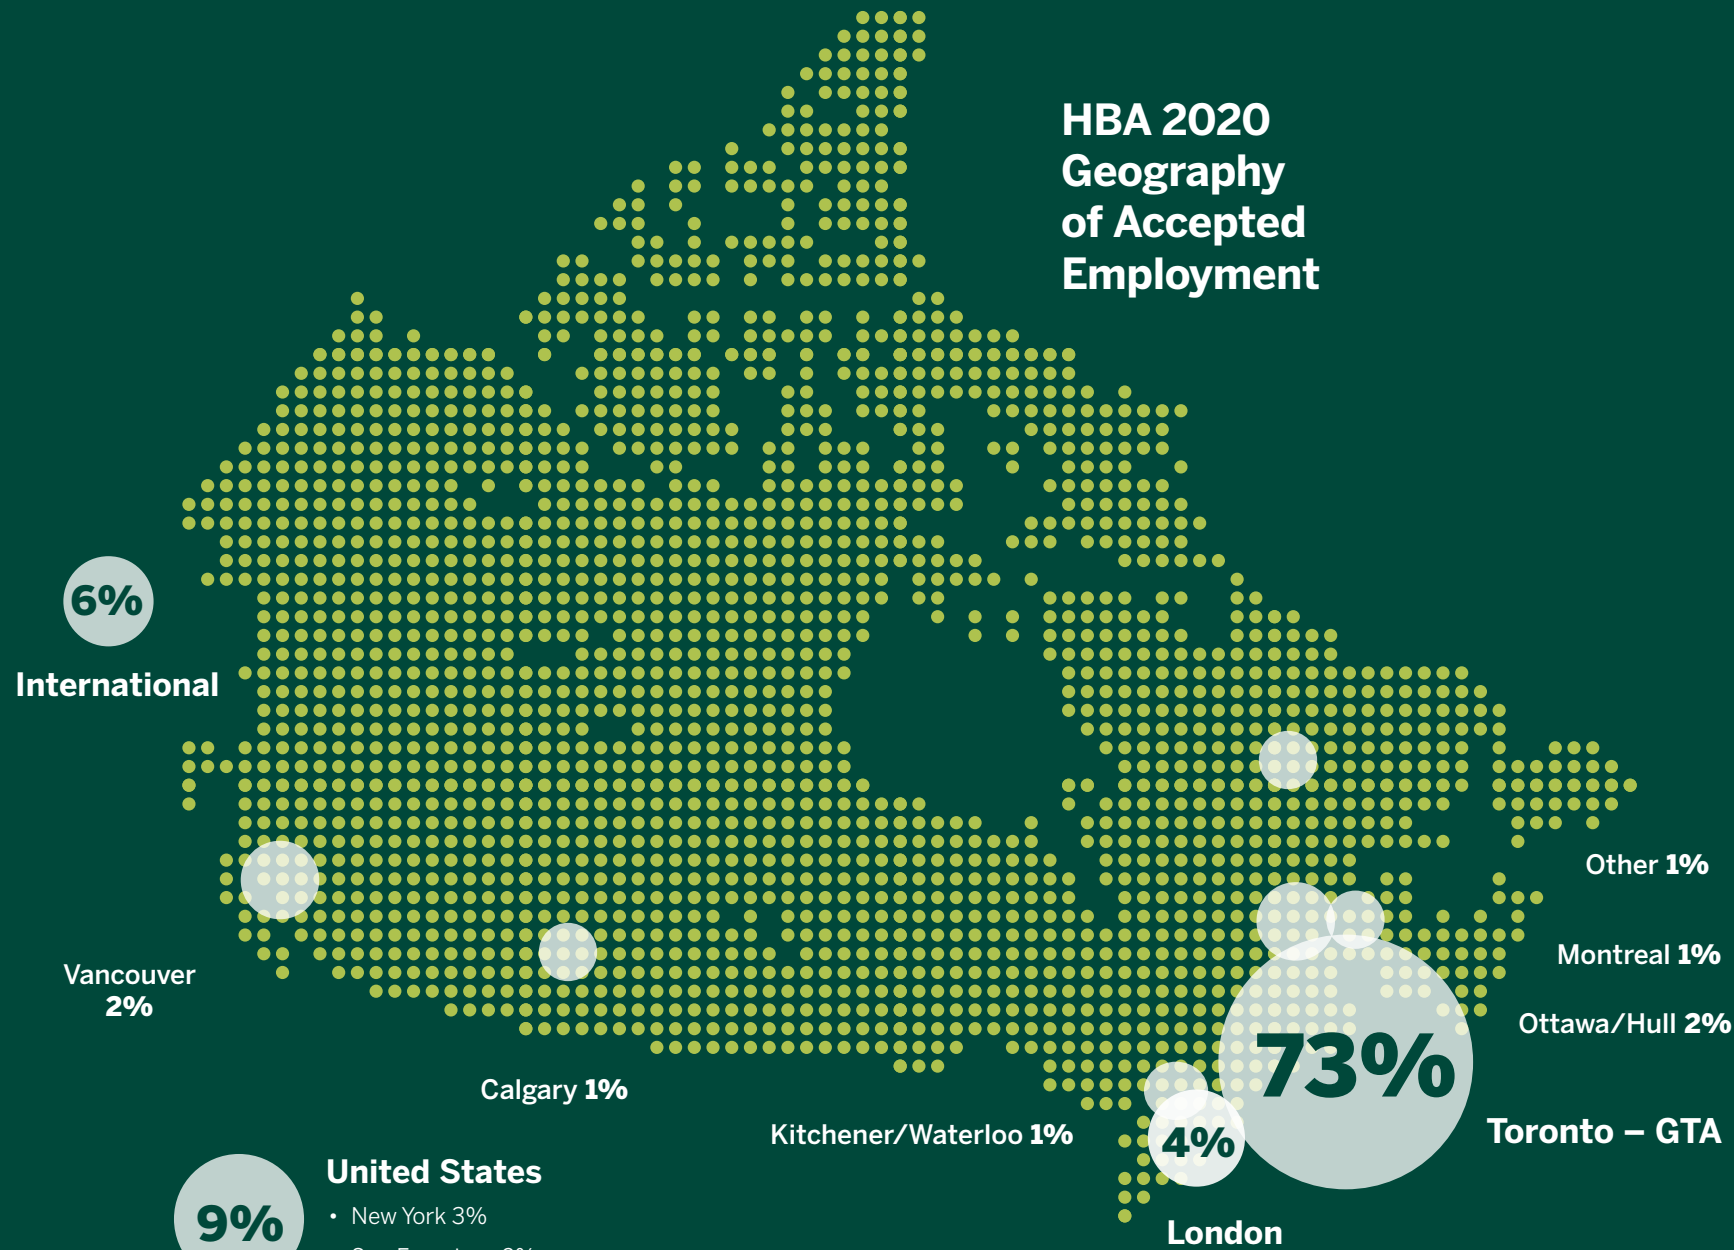 HBA 2020
Geography
of Accepted
Employment
6%
International
Other 1%
Montreal 1%
Vancouver
2%
Ottawa/Hull 2%
73%
Calgary 1%
Kitchener/Waterloo 1%
Toronto – GTA
4%
London
United States
9%
• New York 3%